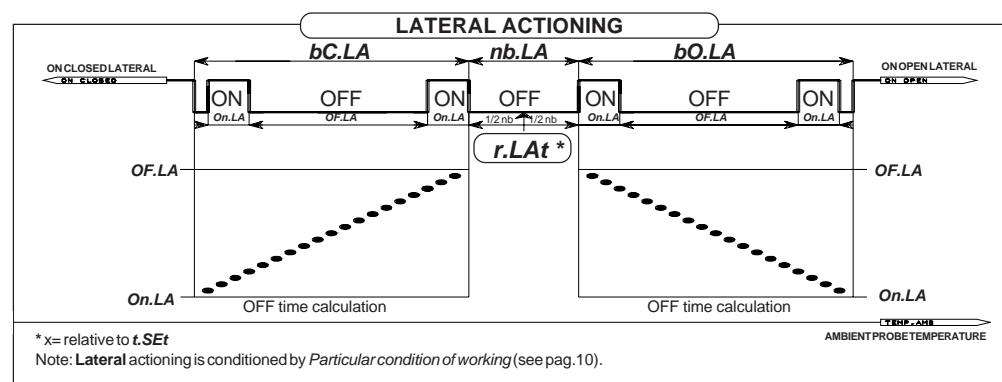 LATERAL ACTIONING
bC.LA nb.LA bO.LA
ON CLOSED LATERAL
ON CLOSED
ON OPEN LATERAL
ON OPEN
ON OFF ON OFF ON OFF ON
On.LA OF.LA On.LA 1/2 nb 1/2 nb On.LA OF.LA On.LA
r.LAt *
OF.LA OF.LA
On.LA On.LA
OFF time calculation OFF time calculation
TEMP.AMB
AMBIENT PROBE TEMPERATURE
* x= relative to t.SEt
Note: Lateral actioning is conditioned by Particular condition of working (see pag.10).